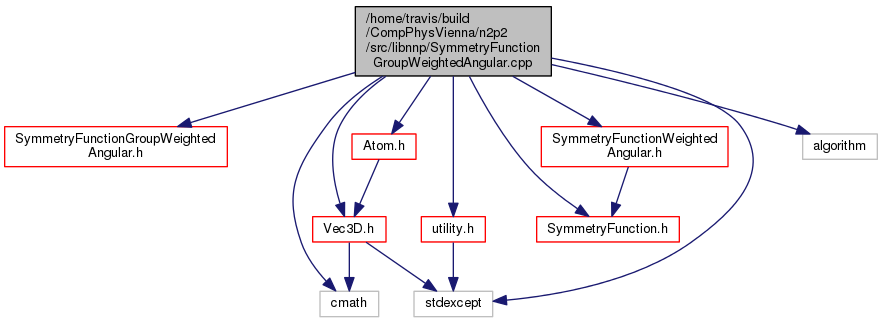 /home/travis/build
/CompPhysVienna/n2p2
/src/libnnp/SymmetryFunction
GroupWeightedAngular.cpp
SymmetryFunctionGroupWeighted
Angular.h
Atom.h
SymmetryFunctionWeighted
Angular.h
algorithm
Vec3D.h
utility.h
SymmetryFunction.h
cmath
stdexcept